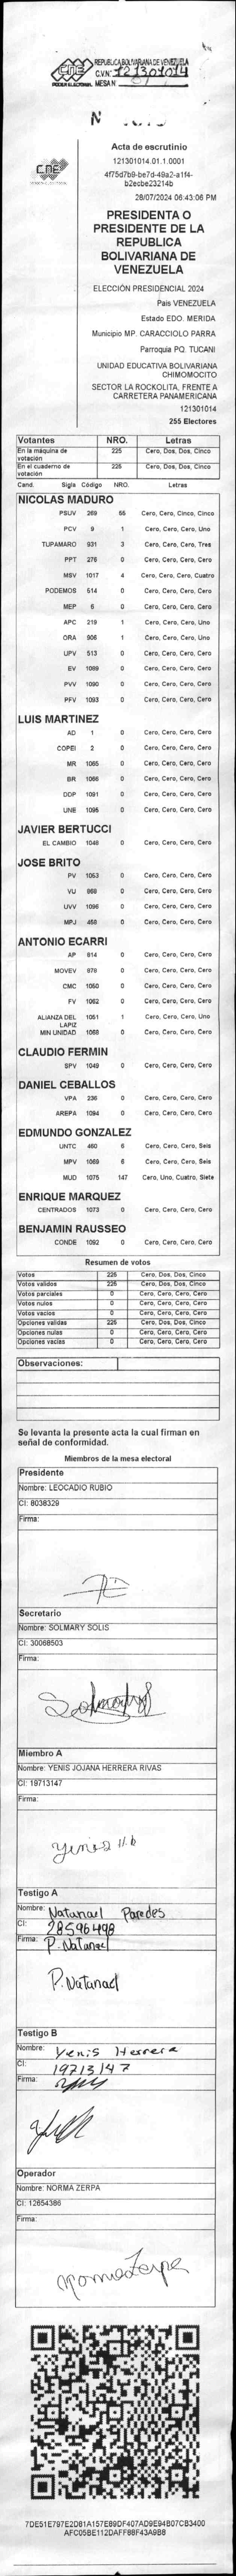 CNE
PODER ELECTORAL
REPUBLICA BOLIVARIANA DE VENEZUELA
C.V.N° 121301014
MESA N° 01
Acta de escrutinio
121301014.01.1.0001
4f75d7b9-be7d-49a2-a1f4-
b2ecbe23214b
28/07/2024 06:43:06 PM
PRESIDENTA O
PRESIDENTE DE LA
REPUBLICA
BOLIVARIANA DE
VENEZUELA
ELECCIÓN PRESIDENCIAL 2024
Pais VENEZUELA
Estado EDO. MERIDA
Municipio MP. CARACCIOLO PARRA
Parroquia PQ. TUCANI
UNIDAD EDUCATIVA BOLIVARIANA
CHIMOMOCITO
SECTOR LA ROCKOLITA, FRENTE A
CARRETERA PANAMERICANA
121301014
255 Electores
Votantes NRO. Letras
En la máquina de votación 225 Cero, Dos, Dos, Cinco
En el cuaderno de votación 225 Cero, Dos, Dos, Cinco
Cand. Sigla Código NRO. Letras
NICOLAS MADURO
PSUV 269 55 Cero, Cero, Cinco, Cinco
PCV 9 1 Cero, Cero, Cero, Uno
TUPAMARO 931 3 Cero, Cero, Cero, Tres
PPT 276 0 Cero, Cero, Cero, Cero
MSV 1017 4 Cero, Cero, Cero, Cuatro
PODEMOS 514 0 Cero, Cero, Cero, Cero
MEP 6 0 Cero, Cero, Cero, Cero
APC 219 1 Cero, Cero, Cero, Uno
ORA 906 1 Cero, Cero, Cero, Uno
UPV 513 0 Cero, Cero, Cero, Cero
EV 1089 0 Cero, Cero, Cero, Cero
PVV 1090 0 Cero, Cero, Cero, Cero
PFV 1093 0 Cero, Cero, Cero, Cero
LUIS MARTINEZ
AD 1 0 Cero, Cero, Cero, Cero
COPEI 2 0 Cero, Cero, Cero, Cero
MR 1065 0 Cero, Cero, Cero, Cero
BR 1066 0 Cero, Cero, Cero, Cero
DDP 1091 0 Cero, Cero, Cero, Cero
UNE 1095 0 Cero, Cero, Cero, Cero
JAVIER BERTUCCI
EL CAMBIO 1048 0 Cero, Cero, Cero, Cero
JOSE BRITO
PV 1053 0 Cero, Cero, Cero, Cero
VU 868 0 Cero, Cero, Cero, Cero
UVV 1096 0 Cero, Cero, Cero, Cero
MPJ 458 0 Cero, Cero, Cero, Cero
ANTONIO ECARRI
AP 814 0 Cero, Cero, Cero, Cero
MOVEV 878 0 Cero, Cero, Cero, Cero
CMC 1050 0 Cero, Cero, Cero, Cero
FV 1062 0 Cero, Cero, Cero, Cero
ALIANZA DEL LAPIZ 1051 1 Cero, Cero, Cero, Uno
MIN UNIDAD 1068 0 Cero, Cero, Cero, Cero
CLAUDIO FERMIN
SPV 1049 0 Cero, Cero, Cero, Cero
DANIEL CEBALLOS
VPA 236 0 Cero, Cero, Cero, Cero
AREPA 1094 0 Cero, Cero, Cero, Cero
EDMUNDO GONZALEZ
UNTC 460 6 Cero, Cero, Cero, Seis
MPV 1069 6 Cero, Cero, Cero, Seis
MUD 1075 147 Cero, Uno, Cuatro, Siete
ENRIQUE MARQUEZ
CENTRADOS 1073 0 Cero, Cero, Cero, Cero
BENJAMIN RAUSSEO
CONDE 1092 0 Cero, Cero, Cero, Cero
Resumen de votos
Votos 225 Cero, Dos, Dos, Cinco
Votos validos 225 Cero, Dos, Dos, Cinco
Votos parciales 0 Cero, Cero, Cero, Cero
Votos nulos 0 Cero, Cero, Cero, Cero
Votos vacios 0 Cero, Cero, Cero, Cero
Opciones validas 225 Cero, Dos, Dos, Cinco
Opciones nulas 0 Cero, Cero, Cero, Cero
Opciones vacias 0 Cero, Cero, Cero, Cero
Observaciones:
Se levanta la presente acta la cual firman en
señal de conformidad.
Miembros de la mesa electoral
Presidente
Nombre: LEOCADIO RUBIO
CI: 8038329
Firma:
Secretario
Nombre: SOLMARY SOLIS
CI: 30068503
Firma:
Solmary
Miembro A
Nombre: YENIS JOJANA HERRERA RIVAS
CI: 19713147
Firma:
Yenis H.
Testigo A
Nombre: Natanael Paredes
CI: 28596498
Firma: P. Natanael
P. Natanael
Testigo B
Nombre: Yenis Herrera
CI: 19713147
Firma:
Operador
Nombre: NORMA ZERPA
CI: 12654386
Firma:
Norma Zerpa
7DE51E797E2D81A157E89DF407AD9E94B07CB3400
AFC05BE112DAFF88F43A9B8